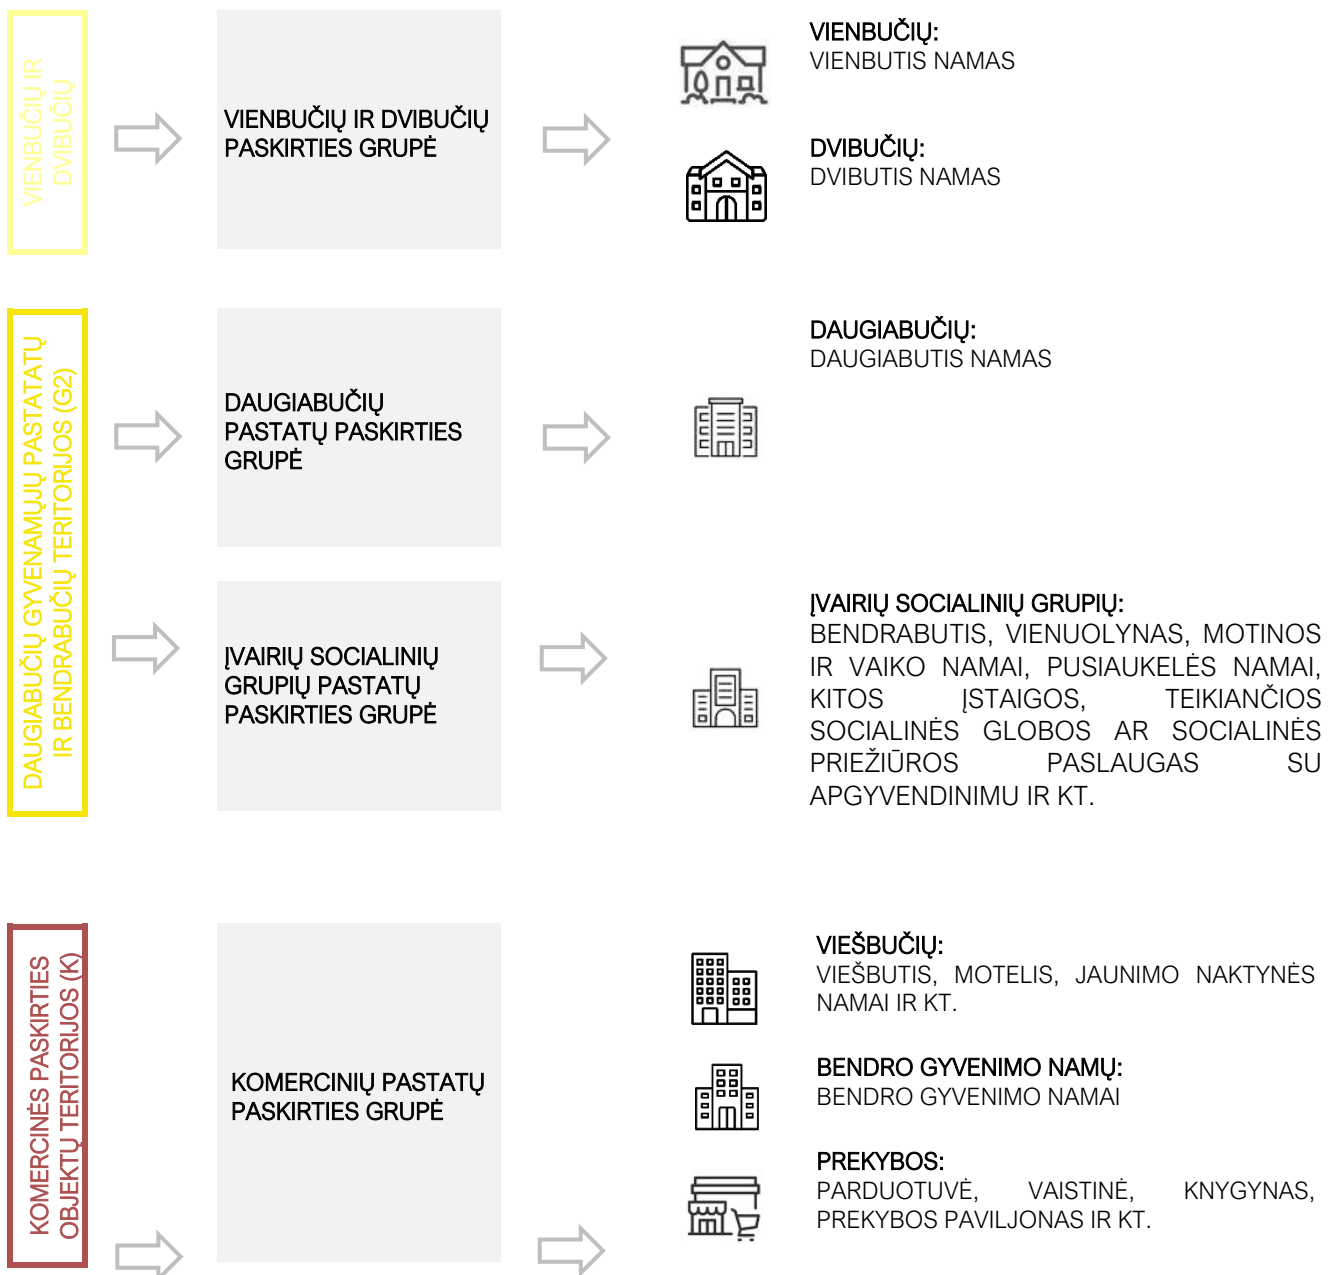 VIENBUČIŲ IR
DVIBUČIŲ
VIENBUČIŲ IR DVIBUČIŲ
PASKIRTIES GRUPĖ
VIENBUČIŲ:
VIENBUTIS NAMAS
DVIBUČIŲ:
DVIBUTIS NAMAS
DAUGIABUČIŲ GYVENAMŲJŲ PASTATATŲ
IR BENDRABUČIŲ TERITORIJOS (G2)
DAUGIABUČIŲ
PASTATŲ PASKIRTIES
GRUPĖ
DAUGIABUČIŲ:
DAUGIABUTIS NAMAS
ĮVAIRIŲ SOCIALINIŲ
GRUPIŲ PASTATŲ
PASKIRTIES GRUPĖ
ĮVAIRIŲ SOCIALINIŲ GRUPIŲ:
BENDRABUTIS, VIENUOLYNAS, MOTINOS
IR VAIKO NAMAI, PUSIAUKELĖS NAMAI,
KITOS ĮSTAIGOS, TEIKIANČIOS
SOCIALINĖS GLOBOS AR SOCIALINĖS
PRIEŽIŪROS PASLAUGAS SU
APGYVENDINIMU IR KT.
KOMERCINĖS PASKIRTIES
OBJEKTŲ TERITORIJOS (K)
KOMERCINIŲ PASTATŲ
PASKIRTIES GRUPĖ
VIEŠBUČIŲ:
VIEŠBUTIS, MOTELIS, JAUNIMO NAKTYNĖS
NAMAI IR KT.
BENDRO GYVENIMO NAMŲ:
BENDRO GYVENIMO NAMAI
PREKYBOS:
PARDUOTUVĖ, VAISTINĖ, KNYGYNAS,
PREKYBOS PAVILJONAS IR KT.